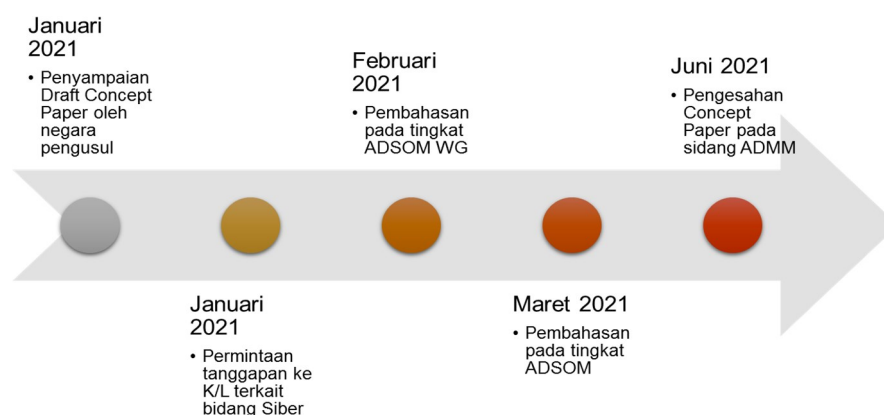 Januari
2021
• Penyampaian
Draft Concept
Paper oleh
negara
pengusul
Januari
2021
• Permintaan
tanggapan ke
K/L terkait
bidang Siber
Februari
2021
• Pembahasan
pada tingkat
ADSOM WG
Maret 2021
• Pembahasan
pada tingkat
ADSOM
Juni 2021
• Pengesahan
Concept
Paper pada
sidang ADMM